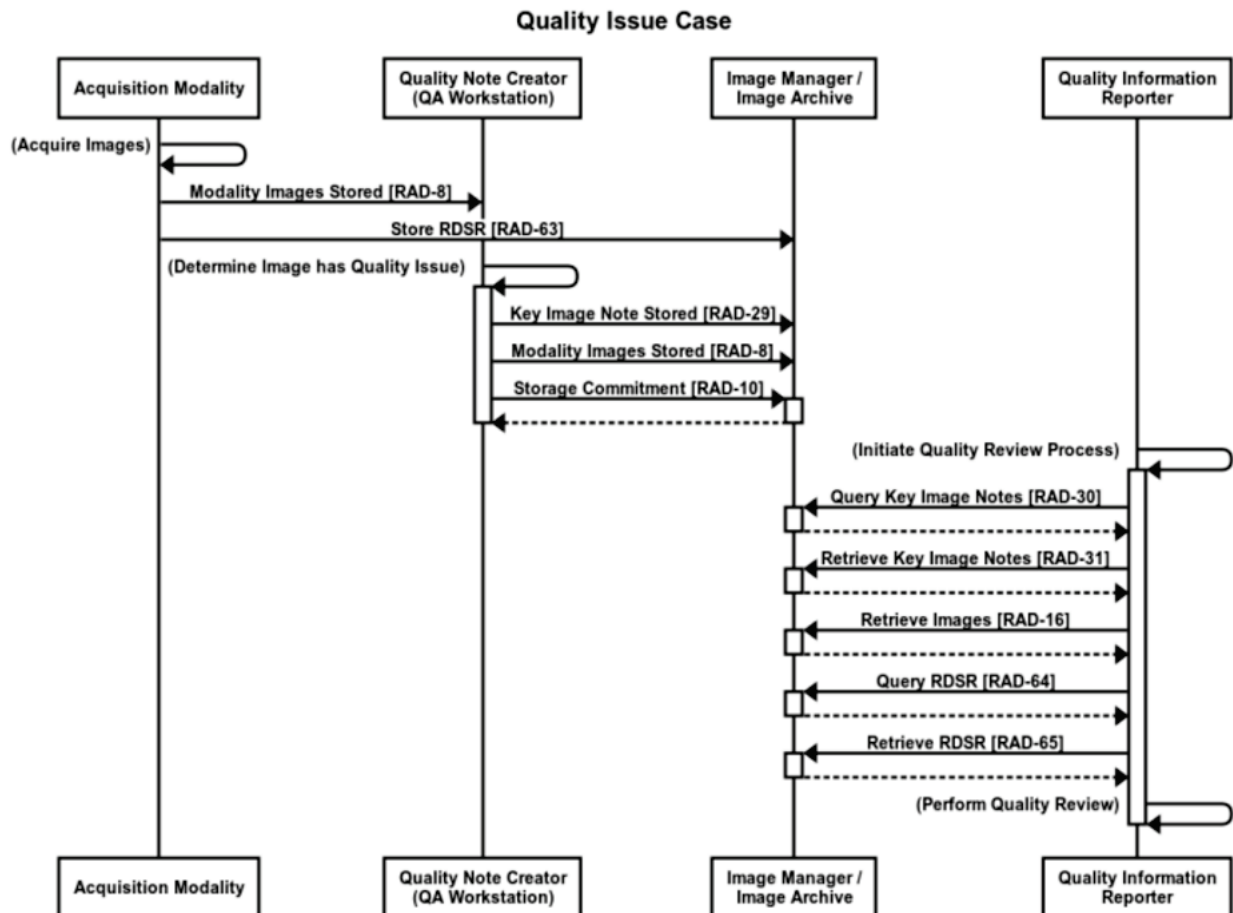 Quality Issue Case
Acquisition Modality
Quality Note Creator
(QA Workstation)
Image Manager /
Image Archive
Quality Information
Reporter
(Acquire Images)
Modality Images Stored [RAD-8]
Store RDSR [RAD-63]
(Determine Image has Quality Issue)
Key Image Note Stored [RAD-29]
Modality Images Stored [RAD-8]
Storage Commitment [RAD-10]
(Initiate Quality Review Process)
Query Key Image Notes [RAD-30]
Retrieve Key Image Notes [RAD-31]
Retrieve Images [RAD-16]
Query RDSR [RAD-64]
Retrieve RDSR [RAD-65]
(Perform Quality Review)
Acquisition Modality
Quality Note Creator
(QA Workstation)
Image Manager /
Image Archive
Quality Information
Reporter